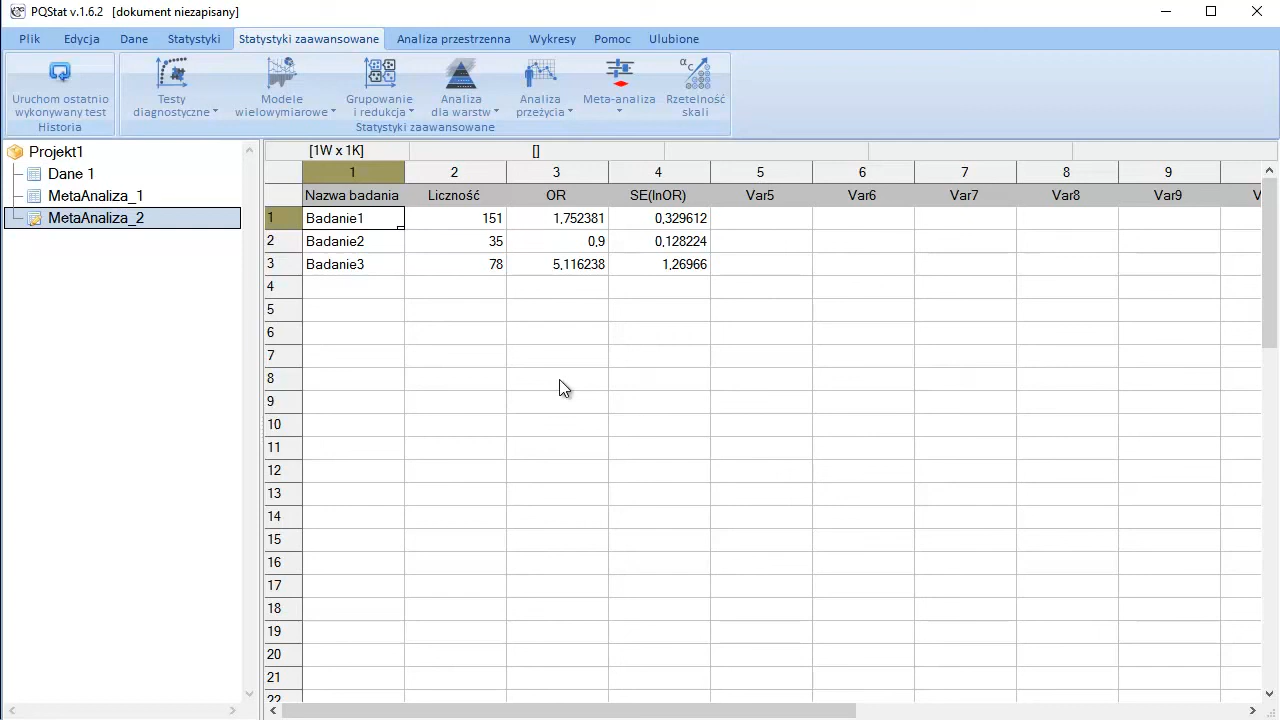 PQStat v.1.6.2 [dokument niezapisany]
Plik Edycja Dane Statystyki Statystyki zaawansowane Analiza przestrzenna Wykresy Pomoc Ulubione
Uruchom ostatnio
wykonywany test
Historia
Testy
diagnostyczne
Modele
wielowymiarowe
Grupowanie
i redukcja
Analiza
dla warstw
Analiza
przeżycia
Meta-analiza
αC
Rzetelność
skali
Statystyki zaawansowane
Projekt1
Dane 1
MetaAnaliza_1
MetaAnaliza_2
[1W x 1K] []
1 2 3 4 5 6 7 8 9
Nazwa badania Liczność OR SE(lnOR) Var5 Var6 Var7 Var8 Var9 V
1 Badanie1 151 1,752381 0,329612
2 Badanie2 35 0,9 0,128224
3 Badanie3 78 5,116238 1,26966
4
5
6
7
8
9
10
11
12
13
14
15
16
17
18
19
20
21
22